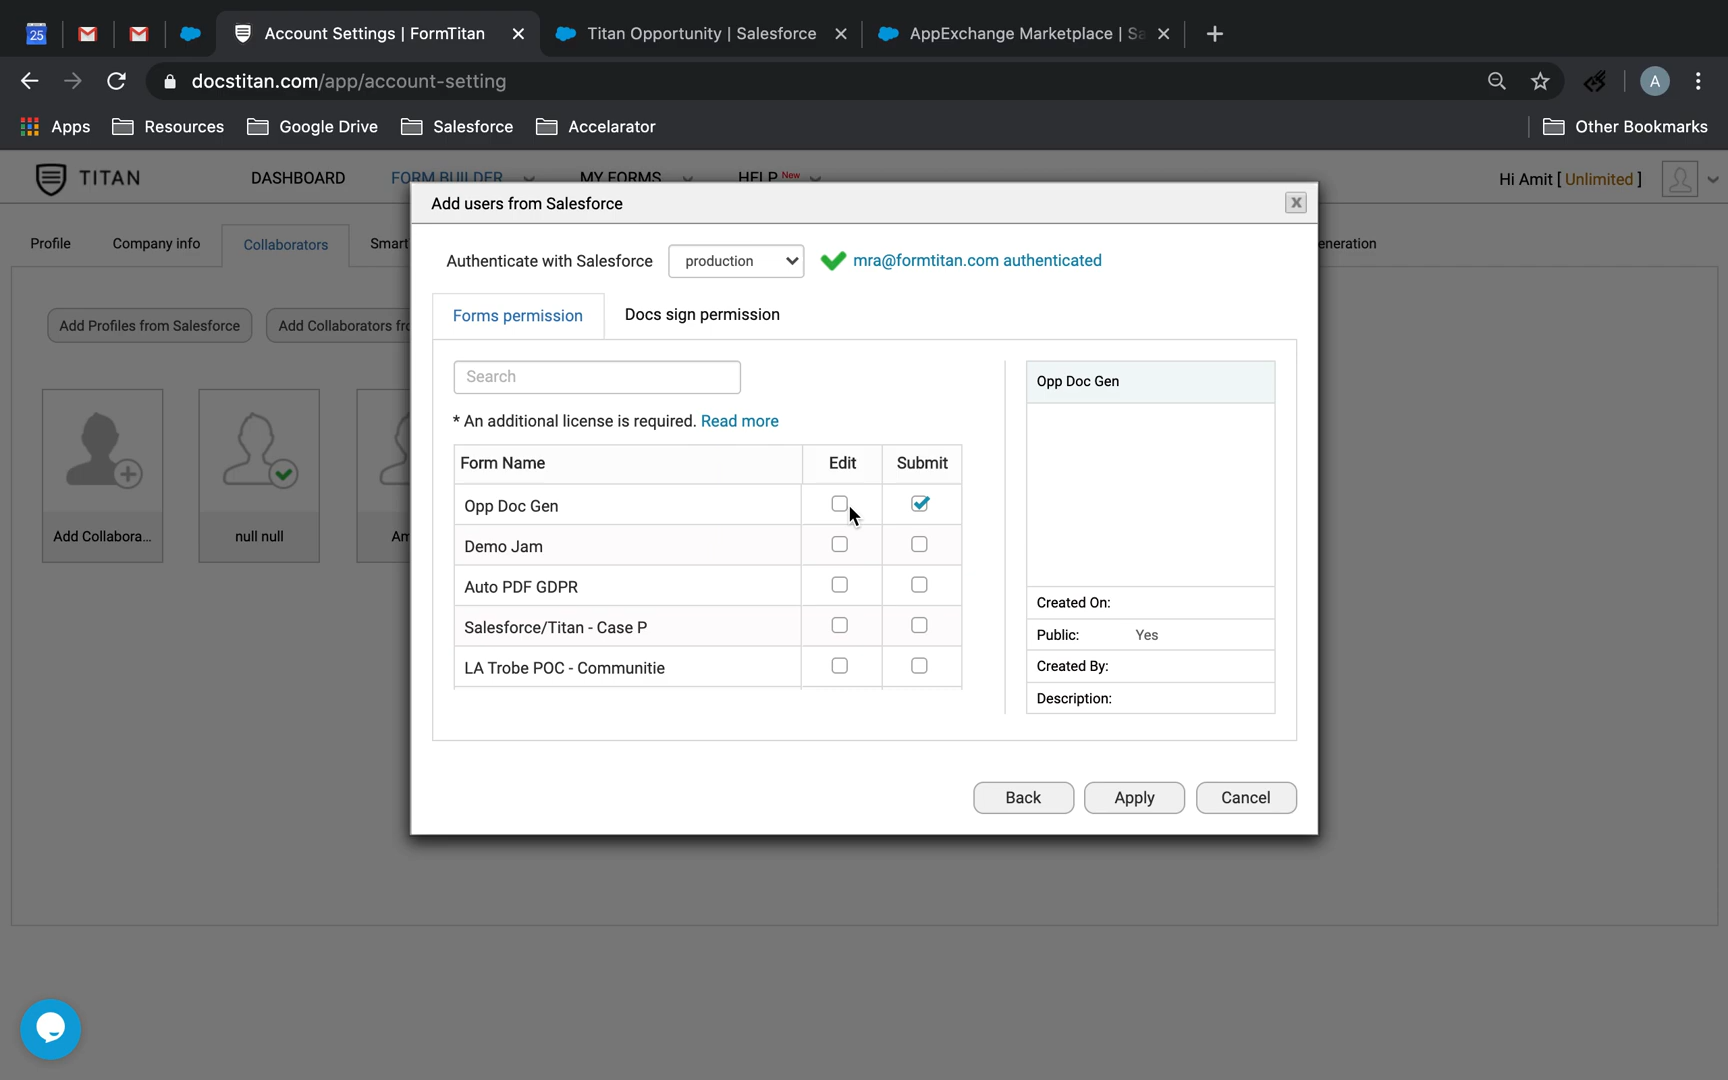 25
Account Settings | FormTitan
Titan Opportunity | Salesforce
AppExchange Marketplace | Sa
docstitan.com/app/account-setting
A
Apps
Resources
Google Drive
Salesforce
Accelarator
Other Bookmarks
TITAN
DASHBOARD
FORM BUILDER
MY FORMS
HELP New
Hi Amit [ Unlimited ]
Add users from Salesforce
X
Profile
Company info
Collaborators
Smart
eneration
Authenticate with Salesforce
production
mra@formtitan.com authenticated
Forms permission
Docs sign permission
Add Profiles from Salesforce
Add Collaborators fro
Search
Opp Doc Gen
* An additional license is required. Read more
Form Name Edit Submit
Opp Doc Gen
Demo Jam
Auto PDF GDPR
Salesforce/Titan - Case P
LA Trobe POC - Communitie
Add Collabora...
null null
Am
Created On:
Public: Yes
Created By:
Description:
Back
Apply
Cancel